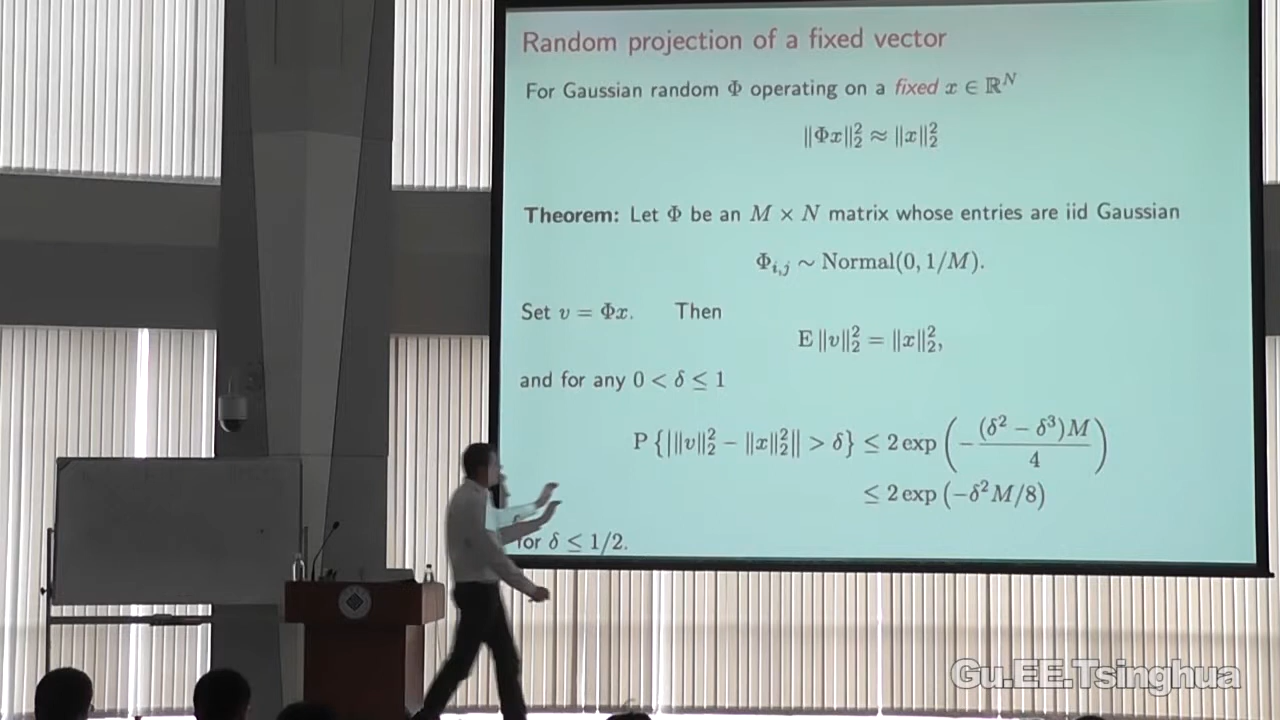 Random projection of a fixed vector
For Gaussian random Φ operating on a fixed x ∈ ℝ^N
‖Φx‖₂² ≈ ‖x‖₂²
Theorem: Let Φ be an M × N matrix whose entries are iid Gaussian
Φ_{i,j} ∼ Normal(0, 1/M).
Set v = Φx. Then
E ‖v‖₂² = ‖x‖₂²,
and for any 0 < δ ≤ 1
P {|‖v‖₂² − ‖x‖₂²‖ > δ} ≤ 2 exp (−(δ² − δ³)M / 4)
≤ 2 exp (−δ²M/8)
for δ ≤ 1/2.
Gu.EE.Tsinghua